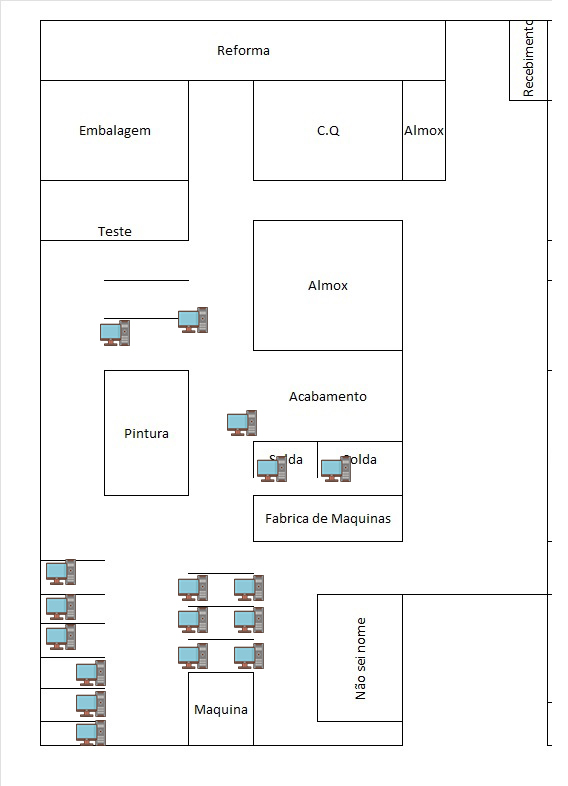 Reforma
Recebimento
Embalagem
C.Q
Almox
Teste
Almox
Acabamento
Pintura
Solda
Solda
Fabrica de Maquinas
Não sei nome
Maquina